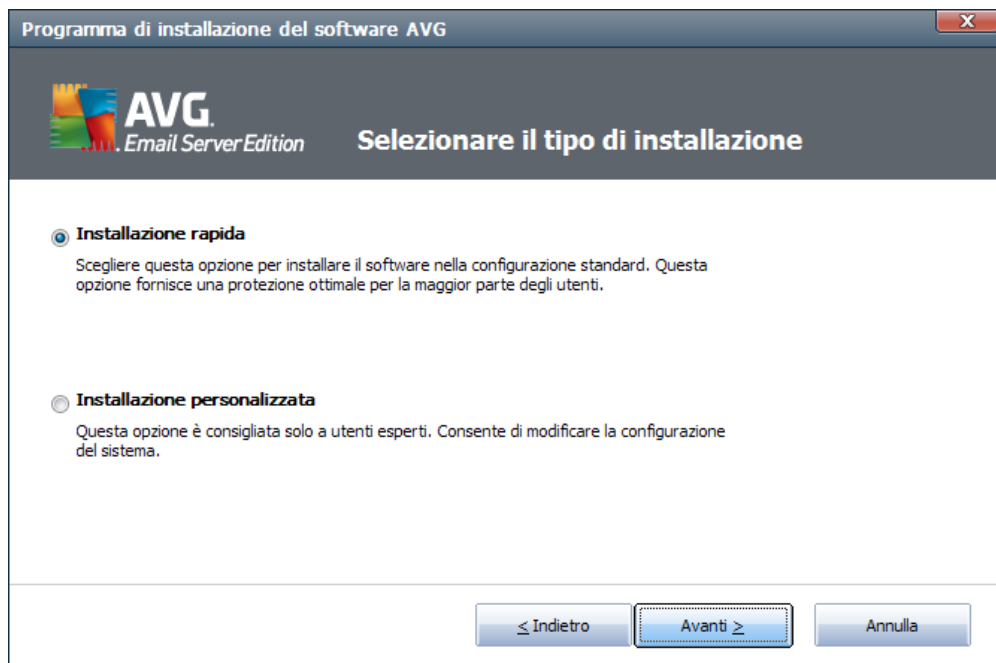 Programma di installazione del software AVG
X
AVG.
Email Server Edition
Selezionare il tipo di installazione
Installazione rapida
Scegliere questa opzione per installare il software nella configurazione standard. Questa
opzione fornisce una protezione ottimale per la maggior parte degli utenti.
Installazione personalizzata
Questa opzione è consigliata solo a utenti esperti. Consente di modificare la configurazione
del sistema.
< Indietro
Avanti >
Annulla